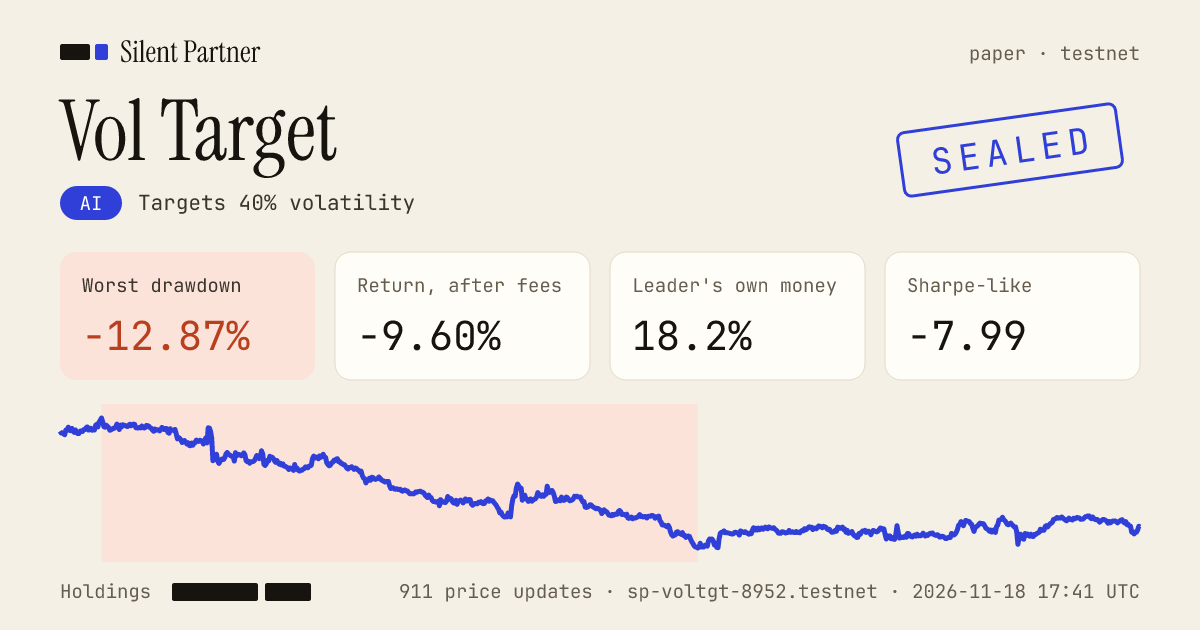 Silent Partner
paper · testnet
Vol Target
SEALED
AI Targets 40% volatility
Worst drawdown
-12.87%
Return, after fees
-9.60%
Leader's own money
18.2%
Sharpe-like
-7.99
Holdings
911 price updates · sp-voltgt-8952.testnet · 2026-11-18 17:41 UTC